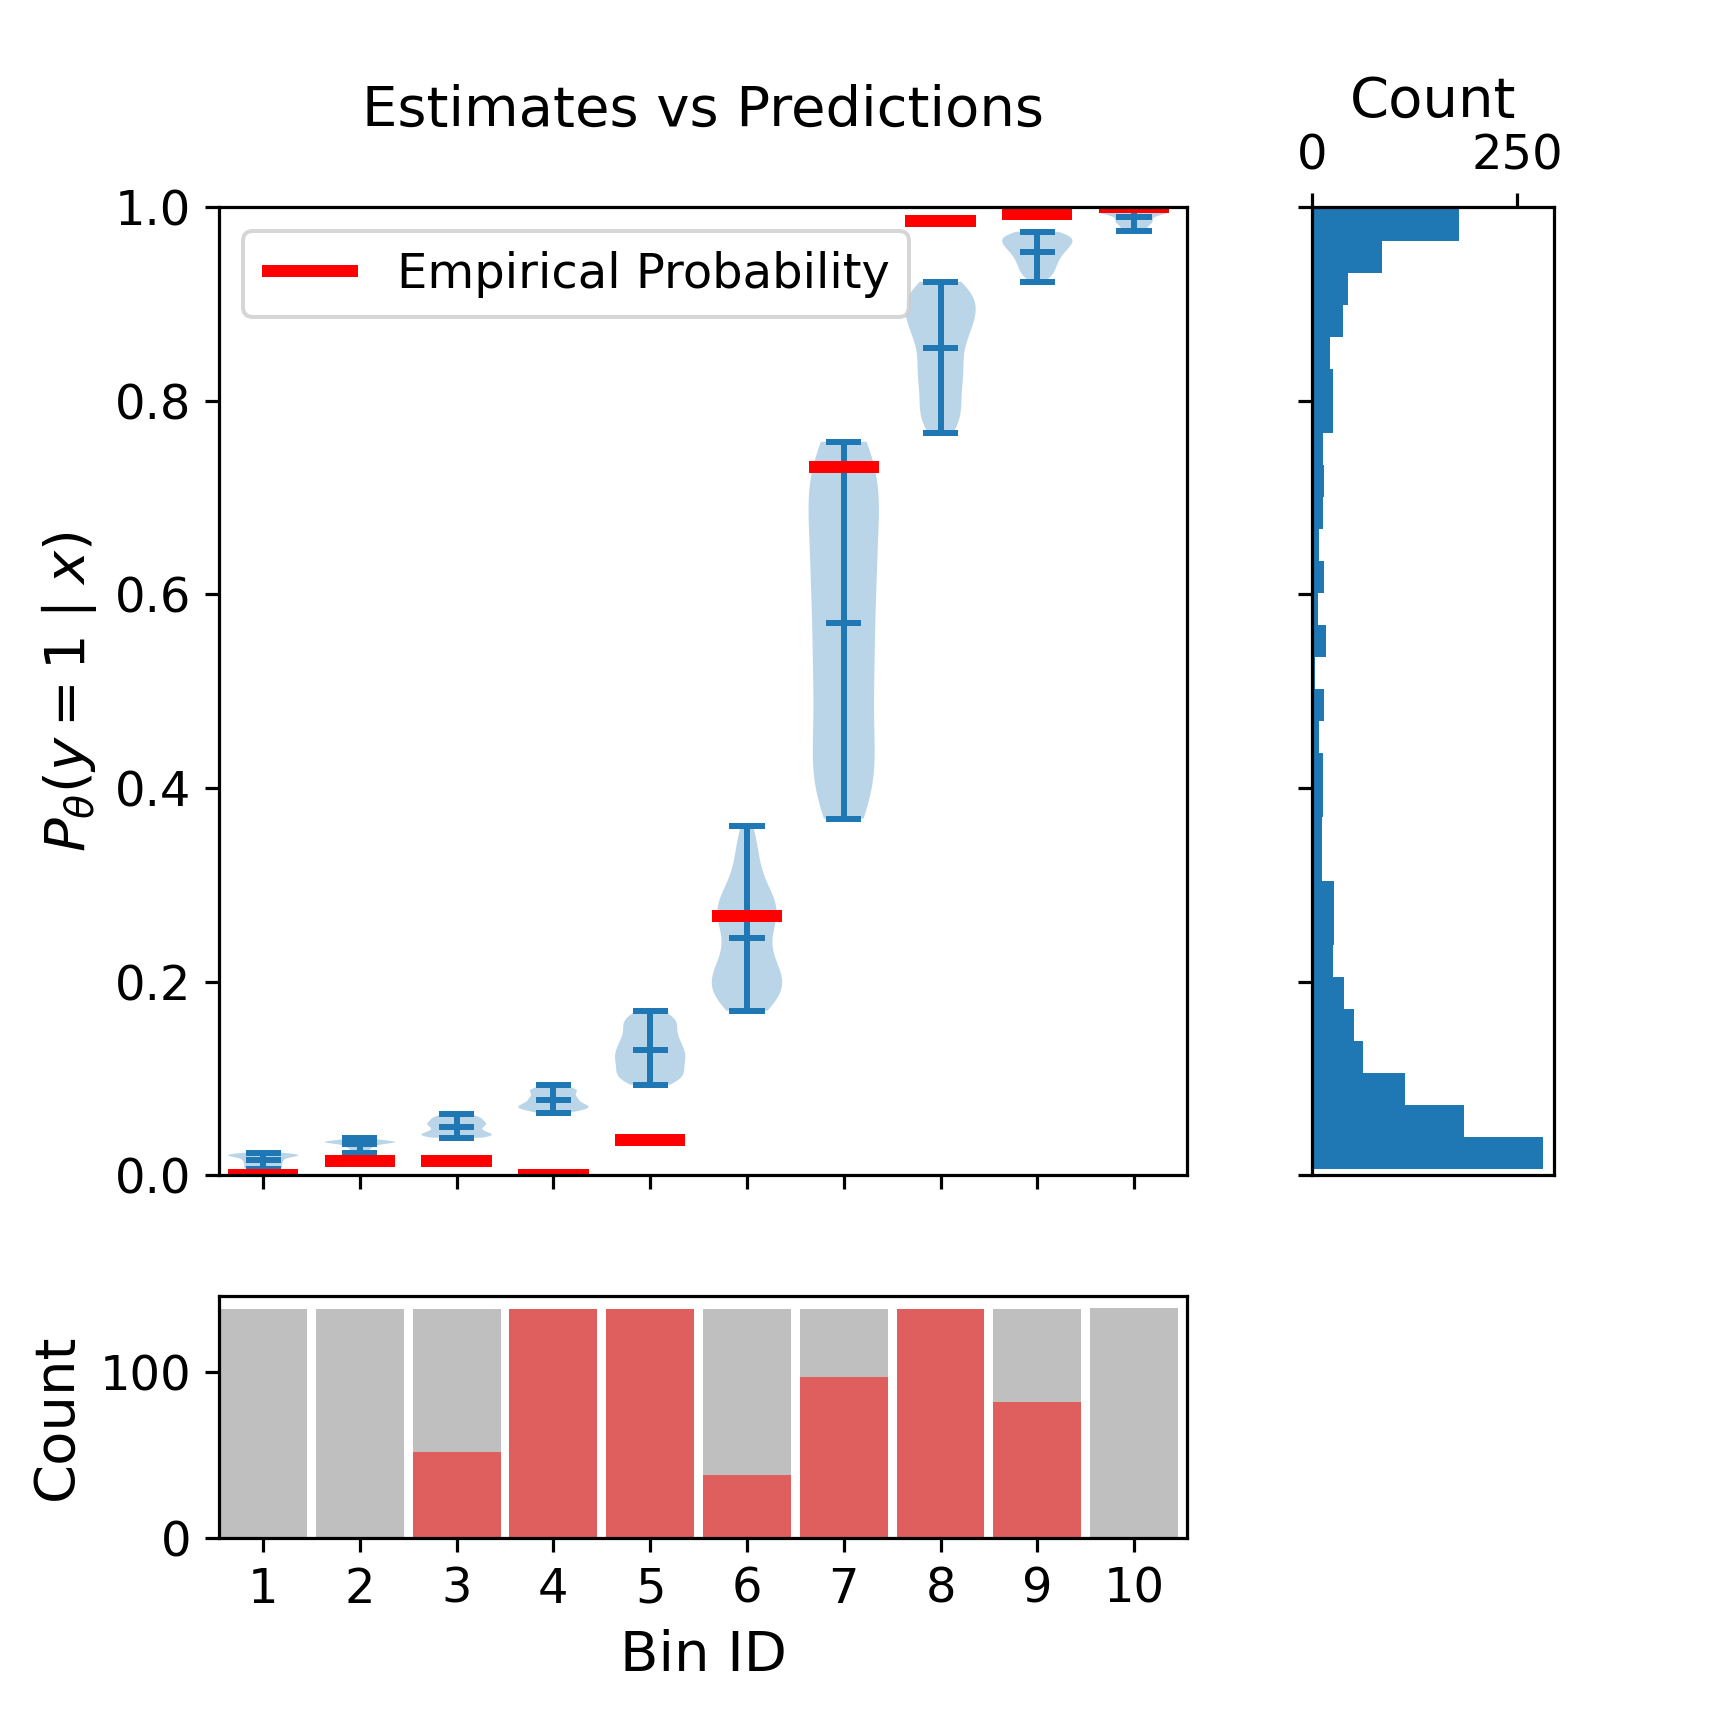 Estimates vs Predictions
Count
0 250
1.0
Empirical Probability
0.8
0.6
0.4
0.2
0.0
P_θ(y = 1 | x)
Count
100
0
1 2 3 4 5 6 7 8 9 10
Bin ID